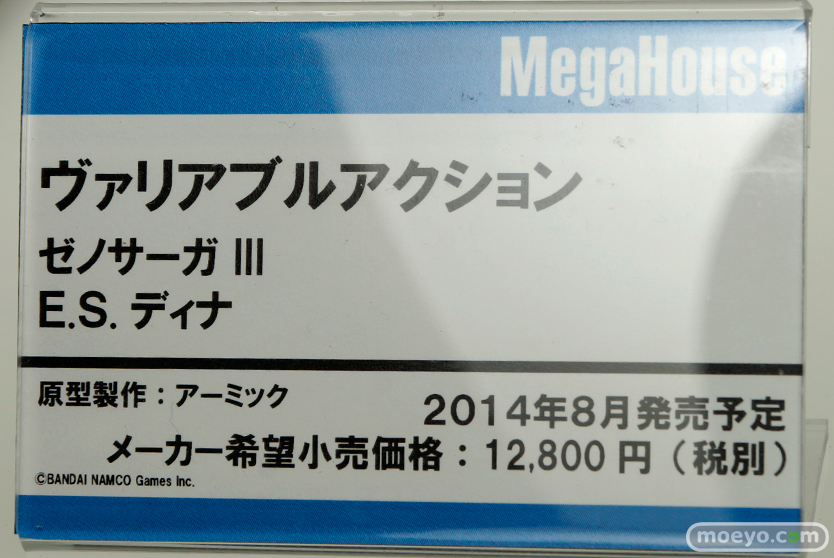 MegaHouse
ヴァリアブルアクション
ゼノサーガ III
E.S. ディナ
原型製作：アーミック
2014年8月発売予定
メーカー希望小売価格：12,800円（税別）
©BANDAI NAMCO Games Inc.
moeyo.com